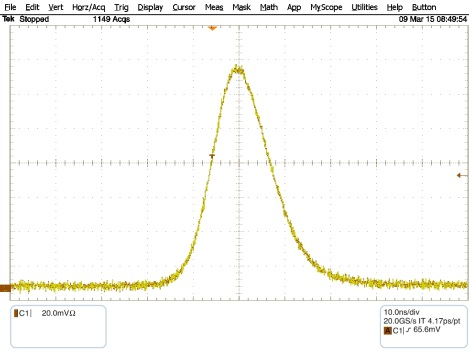 File Edit Vert Horz/Acq Trig Display Cursor Meas Mask Math App MyScope Utilities Help Button
Tek Stopped 1149 Acqs 09 Mar 15 08:49:54
T
C1 20.0mVΩ
10.0ns/div
20.0GS/s IT 4.17ps/pt
A C1 ∫ 65.6mV